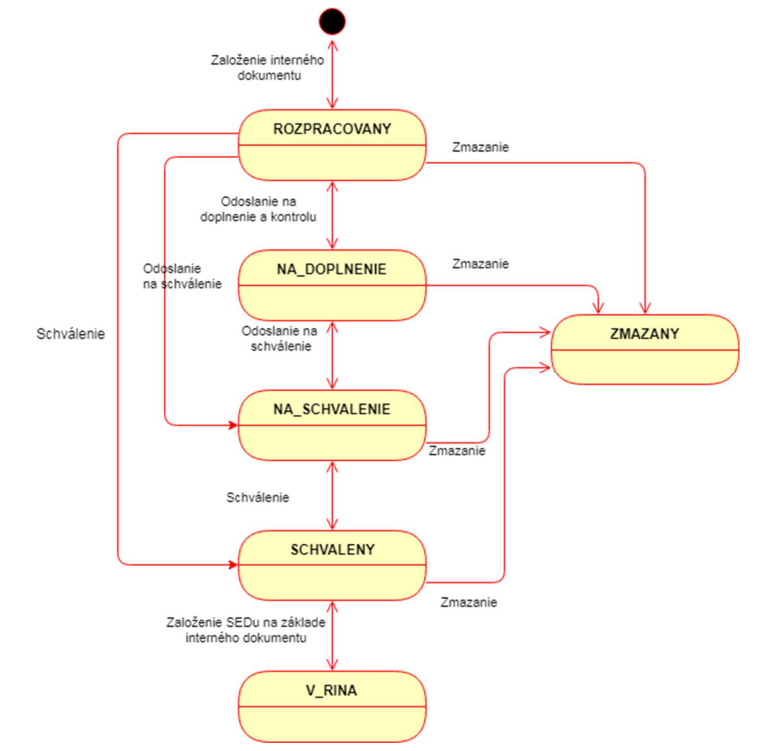 Založenie interného
dokumentu
ROZPRACOVANY
Zmazanie
Odoslanie na
doplnenie a kontrolu
Odoslanie
na schválenie
NA_DOPLNENIE
Zmazanie
Schválenie
Odoslanie na
schválenie
ZMAZANY
NA_SCHVALENIE
Zmazanie
Schválenie
SCHVALENY
Zmazanie
Založenie SEDu na základe
interného dokumentu
V_RINA